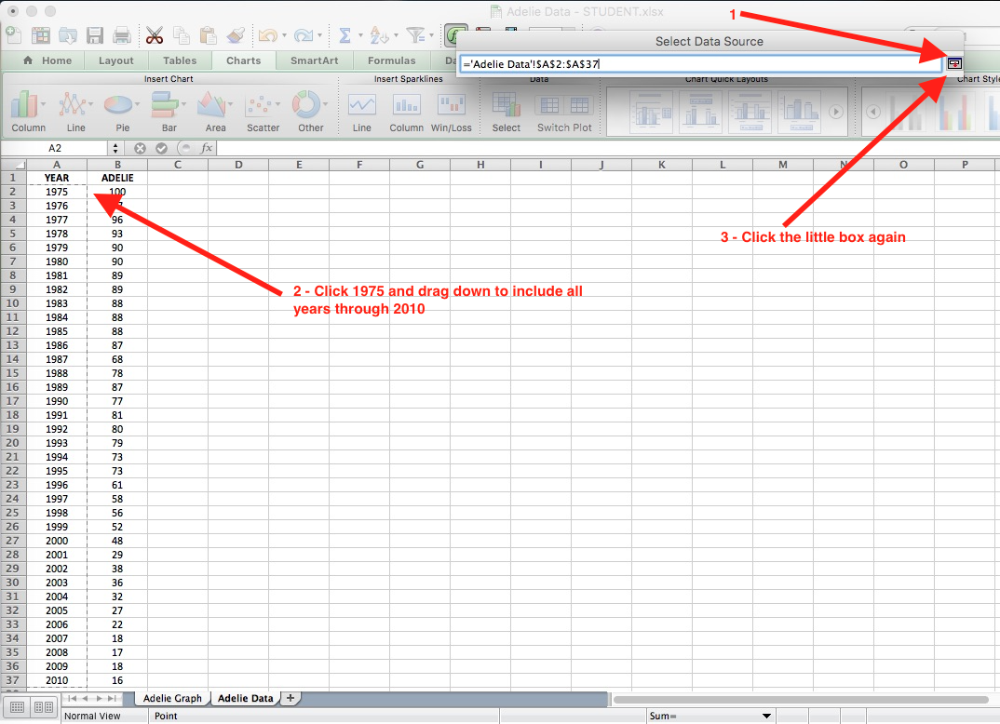 Adelie Data - STUDENT.xlsx
1
Select Data Source
Home Layout Tables Charts SmartArt Formulas Da
='Adelie Data'!$A$2:$A$37
Insert Chart Insert Sparklines Data Chart Quick Layouts Chart Style
Column Line Pie Bar Area Scatter Other Line Column Win/Loss Select Switch Plot
A2 fx
A B C D E F G H I J K L M N O P
1 YEAR ADELIE
2 1975 100
3 1976
4 1977 96
5 1978 93
6 1979 90
7 1980 90
8 1981 89
9 1982 89
10 1983 88
11 1984 88
12 1985 88
13 1986 87
14 1987 68
15 1988 78
16 1989 87
17 1990 77
18 1991 81
19 1992 80
20 1993 79
21 1994 73
22 1995 73
23 1996 61
24 1997 58
25 1998 56
26 1999 52
27 2000 48
28 2001 29
29 2002 38
30 2003 36
31 2004 32
32 2005 27
33 2006 22
34 2007 18
35 2008 17
36 2009 18
37 2010 16
3 - Click the little box again
2 - Click 1975 and drag down to include all
years through 2010
Adelie Graph Adelie Data
Normal View Point Sum=